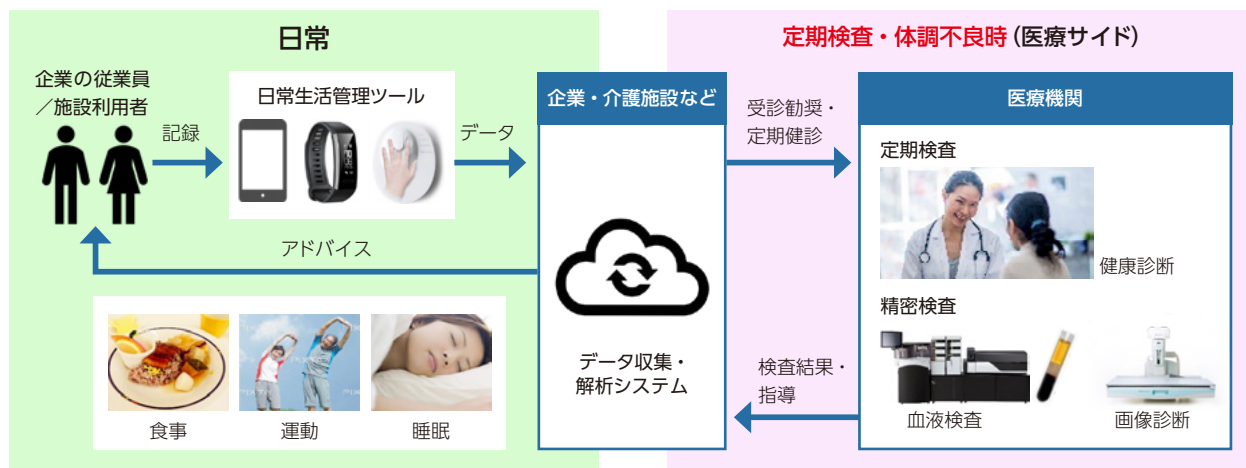 日常
定期検査・体調不良時(医療サイド)
企業の従業員
／施設利用者
記録
日常生活管理ツール
データ
企業・介護施設など
受診勧奨・
定期健診
医療機関
定期検査
健康診断
アドバイス
精密検査
データ収集・
解析システム
検査結果・
指導
血液検査
画像診断
食事
運動
睡眠